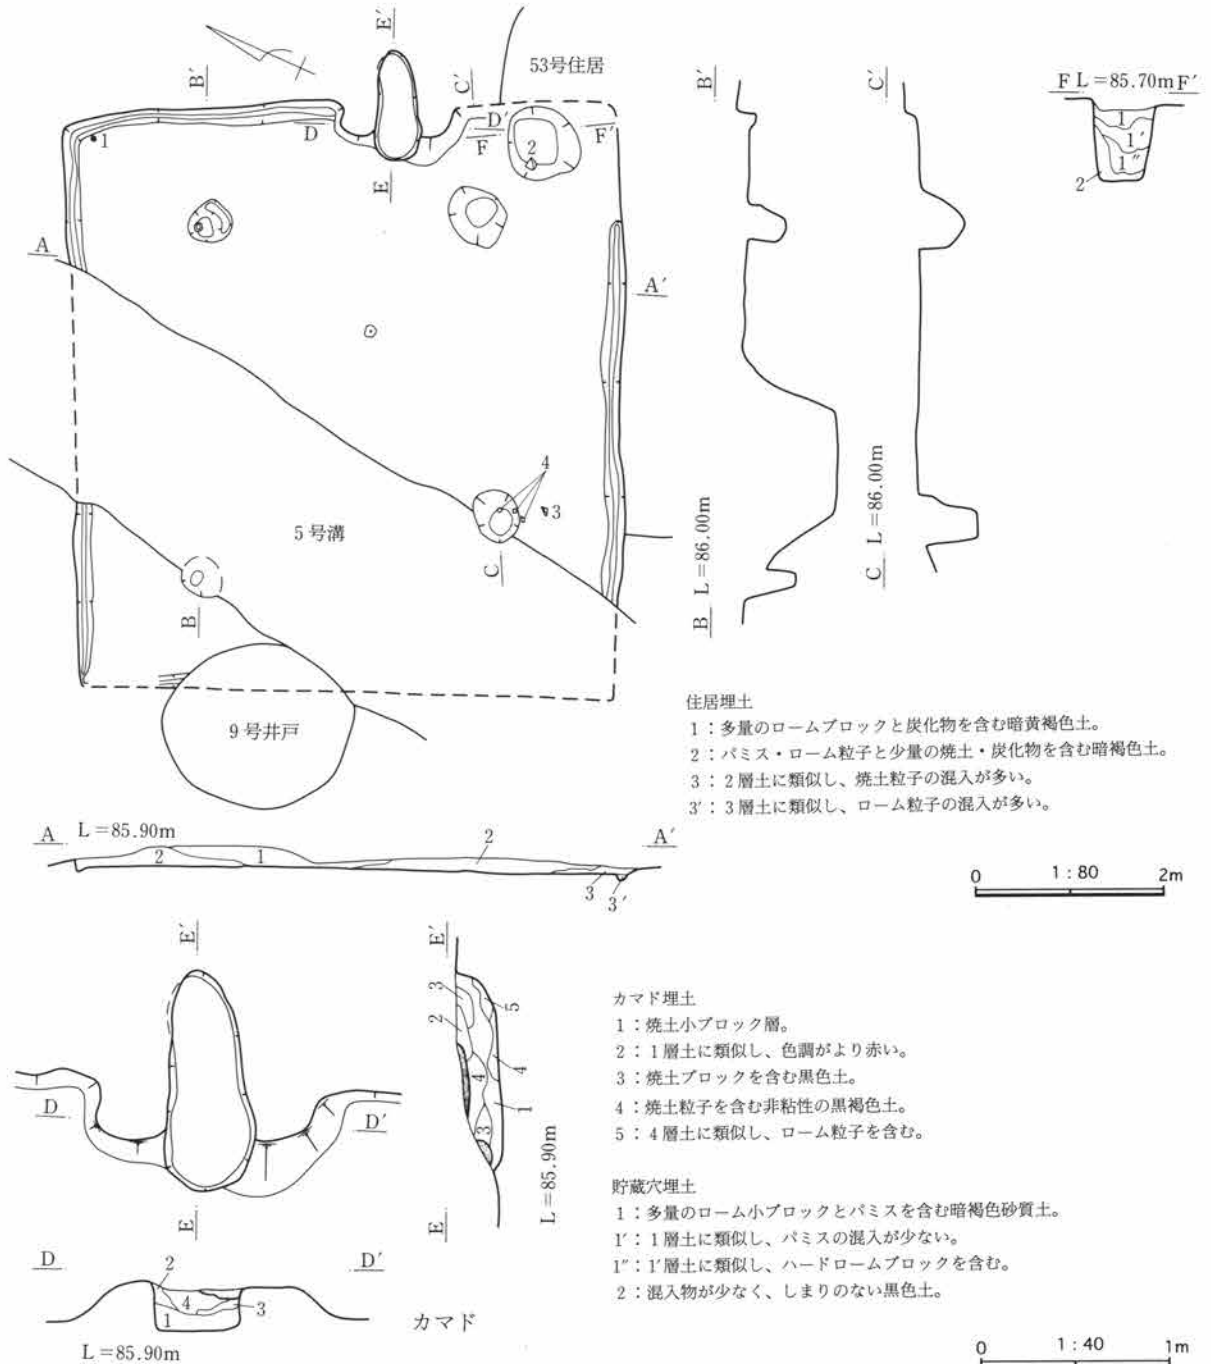 E′
53号住居
B′
C′
D
D′
F
F′
1
2
E
A
A′
4
3
5号溝
C
B
9号井戸
B′
B L=86.00m
C′
C L=86.00m
F L=85.70m F′
1
1′
1″
2
住居埋土
1：多量のロームブロックと炭化物を含む暗黄褐色土。
2：パミス・ローム粒子と少量の焼土・炭化物を含む暗褐色土。
3：2層土に類似し、焼土粒子の混入が多い。
3′：3層土に類似し、ローム粒子の混入が多い。
A L=85.90m A′
2
1
2
3
3′
0 1：80 2m
E′
D
D′
E
E′
3
2
5
4
4
1
3
E L=85.90m
カマド埋土
1：焼土小ブロック層。
2：1層土に類似し、色調がより赤い。
3：焼土ブロックを含む黒色土。
4：焼土粒子を含む非粘性の黒褐色土。
5：4層土に類似し、ローム粒子を含む。
貯蔵穴埋土
1：多量のローム小ブロックとパミスを含む暗褐色砂質土。
1′：1層土に類似し、パミスの混入が少ない。
1″：1′層土に類似し、ハードロームブロックを含む。
2：混入物が少なく、しまりのない黒色土。
D D′
2
4
3
1
L=85.90m
カマド
0 1：40 1m